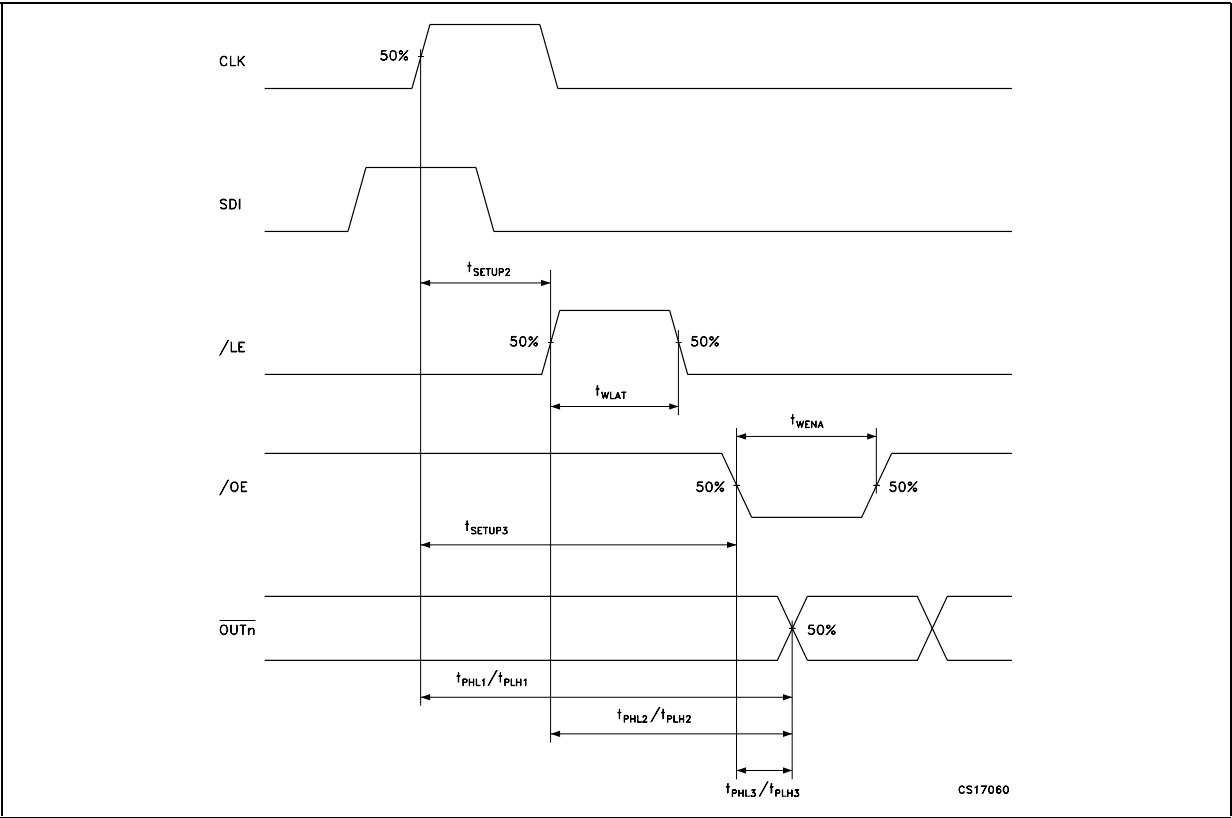 50%
CLK
SDI
tSETUP2
50%
50%
/LE
tWLAT
tWENA
/OE
50%
50%
tSETUP3
OUTn
50%
tPHL1/tPLH1
tPHL2/tPLH2
tPHL3/tPLH3
CS17060